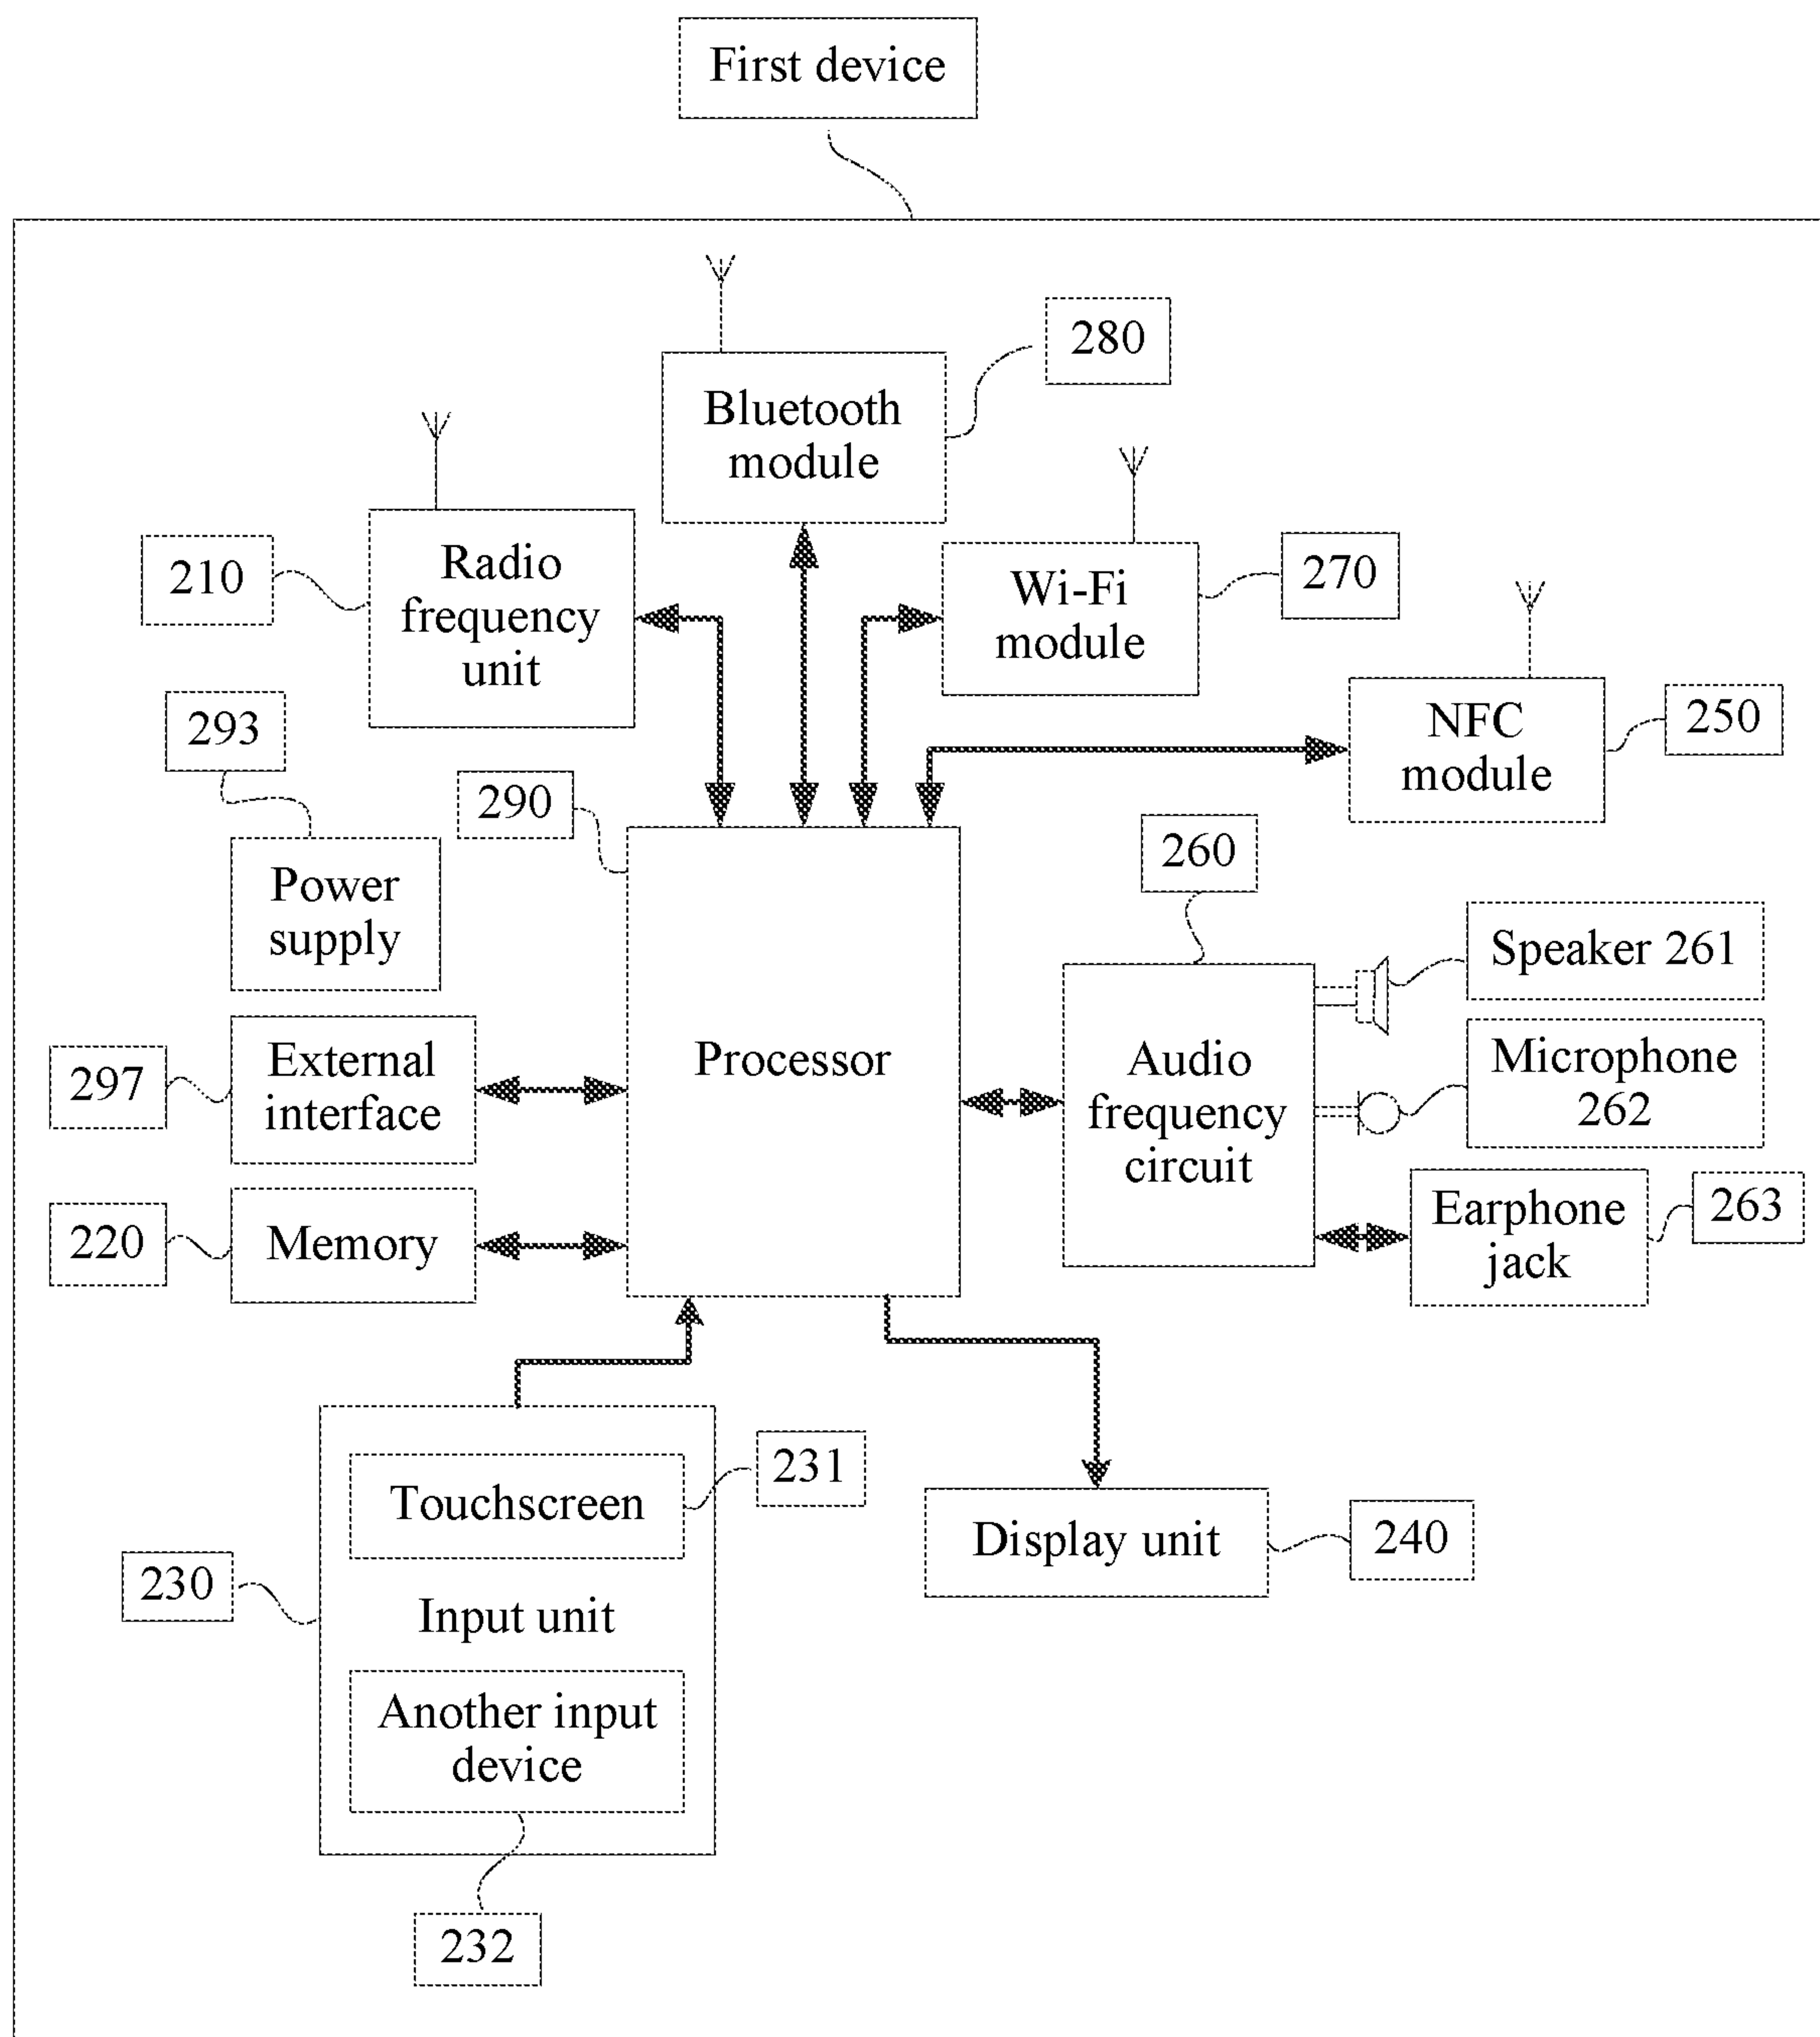 First device
280
Bluetooth
module
210
Radio
frequency
unit
Wi-Fi
module
270
293
NFC
module
250
290
Power
supply
260
Speaker 261
Processor
297
External
interface
Audio
frequency
circuit
Microphone
262
220
Memory
Earphone
jack
263
Touchscreen
231
230
Input unit
Display unit
240
Another input
device
232